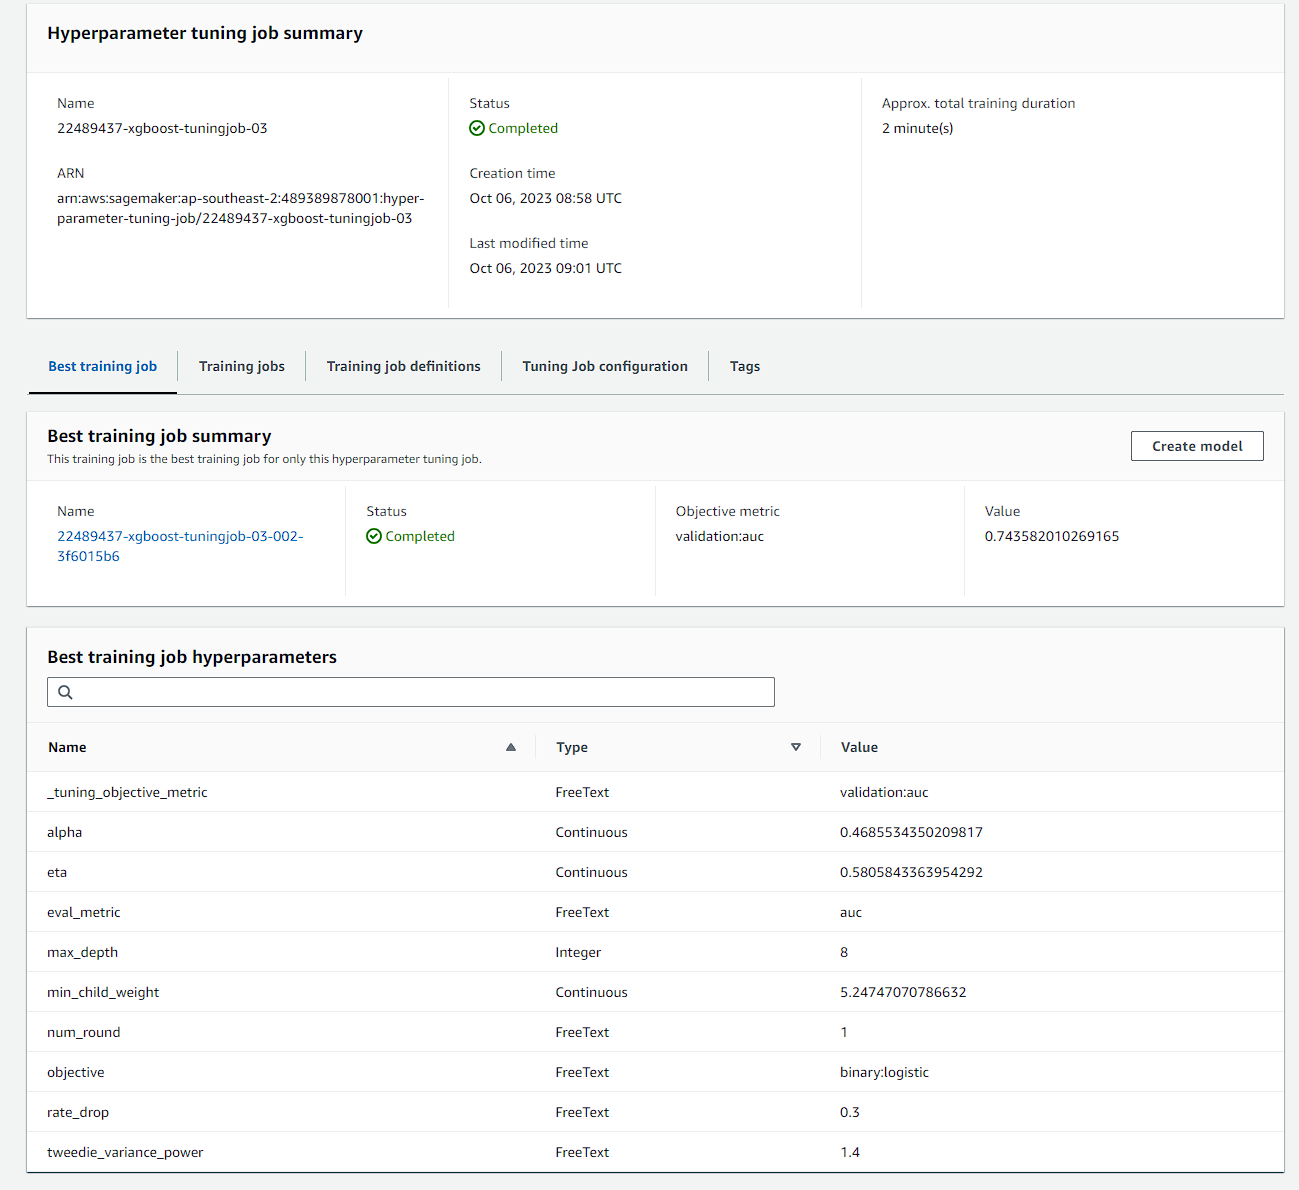 Hyperparameter tuning job summary
Name
22489437-xgboost-tuningjob-03
ARN
arn:aws:sagemaker:ap-southeast-2:489389878001:hyper-
parameter-tuning-job/22489437-xgboost-tuningjob-03
Status
Completed
Creation time
Oct 06, 2023 08:58 UTC
Last modified time
Oct 06, 2023 09:01 UTC
Approx. total training duration
2 minute(s)
Best training job Training jobs Training job definitions Tuning Job configuration Tags
Best training job summary
This training job is the best training job for only this hyperparameter tuning job.
Create model
Name
22489437-xgboost-tuningjob-03-002-
3f6015b6
Status
Completed
Objective metric
validation:auc
Value
0.743582010269165
Best training job hyperparameters
Name Type Value
_tuning_objective_metric FreeText validation:auc
alpha Continuous 0.4685534350209817
eta Continuous 0.5805843363954292
eval_metric FreeText auc
max_depth Integer 8
min_child_weight Continuous 5.24747070786632
num_round FreeText 1
objective FreeText binary:logistic
rate_drop FreeText 0.3
tweedie_variance_power FreeText 1.4